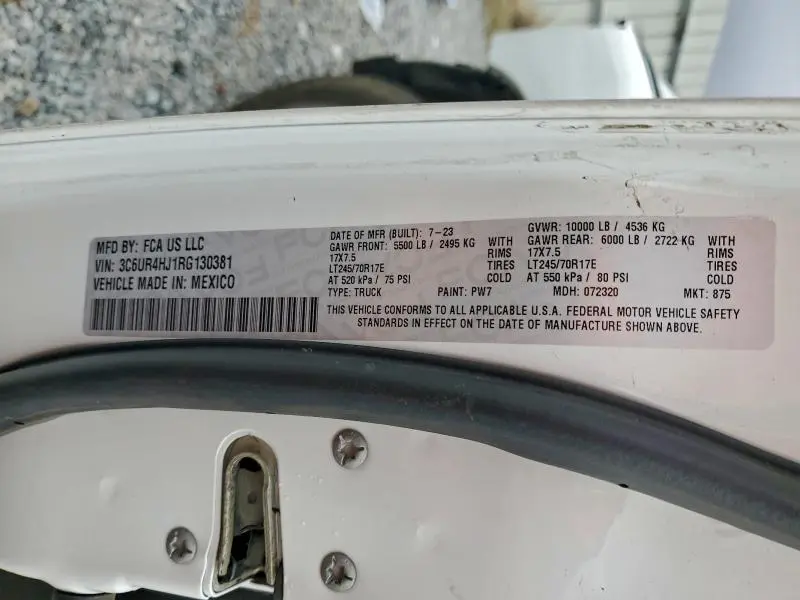 MFD BY: FCA US LLC
VIN: 3C6UR4HJ1RG130381
VEHICLE MADE IN: MEXICO
DATE OF MFR (BUILT): 7-23
GAWR FRONT: 5500 LB / 2495 KG WITH
17X7.5 RIMS
LT245/70R17E TIRES
AT 520 kPa / 75 PSI COLD
GVWR: 10000 LB / 4536 KG
GAWR REAR: 6000 LB / 2722 KG WITH
17X7.5 RIMS
LT245/70R17E TIRES
AT 550 kPa / 80 PSI COLD
TYPE: TRUCK PAINT: PW7 MDH: 072320 MKT: 875
THIS VEHICLE CONFORMS TO ALL APPLICABLE U.S.A. FEDERAL MOTOR VEHICLE SAFETY
STANDARDS IN EFFECT ON THE DATE OF MANUFACTURE SHOWN ABOVE.